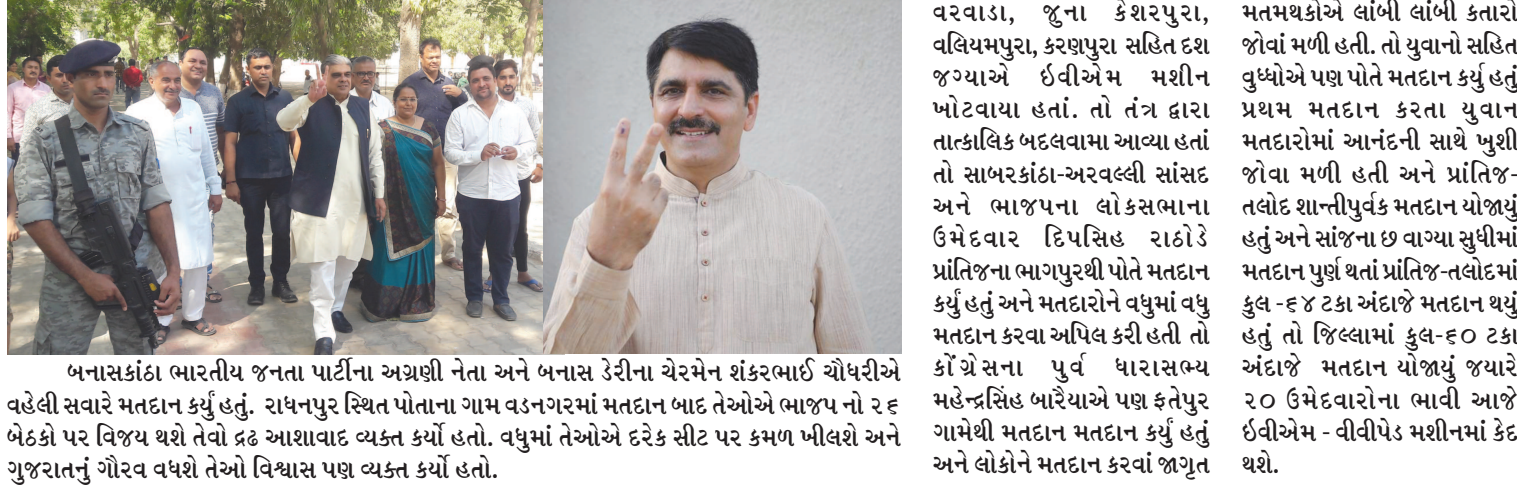 બનાસકાંઠા ભારતીય જનતા પાર્ટીના અગ્રણી નેતા અને બનાસ ડેરીના ચેરમેન શંકરભાઈ ચૌધરીએ
વહેલી સવારે મતદાન કર્યું હતું. રાધનપુર સ્થિત પોતાના ગામ વડનગરમાં મતદાન બાદ તેઓએ ભાજપ નો ૨૬
બેઠકો પર વિજય થશે તેવો દ્રઢ આશાવાદ વ્યક્ત કર્યો હતો. વધુમાં તેઓએ દરેક સીટ પર કમળ ખીલશે અને
ગુજરાતનું ગૌરવ વધશે તેઓ વિશ્વાસ પણ વ્યક્ત કર્યો હતો.
વરવાડા, જુના કેશરપુરા,
વલિયમપુરા, કરણપુરા સહિત દશ
જગ્યાએ ઇવીએમ મશીન
ખોટવાયા હતાં. તો તંત્ર દ્વારા
તાત્કાલિક બદલવામા આવ્યા હતાં
તો સાબરકાંઠા-અરવલ્લી સાંસદ
અને ભાજપના લોકસભાના
ઉમેદવાર દિપસિહ રાઠોડે
પ્રાંતિજના ભાગપુરથી પોતે મતદાન
કર્યું હતું અને મતદારોને વધુમાં વધુ
મતદાન કરવા અપિલ કરી હતી તો
કોંગ્રેસના પુર્વ ધારાસભ્ય
મહેન્દ્રસિંહ બારૈયાએ પણ ફતેપુર
ગામેથી મતદાન મતદાન કર્યું હતું
અને લોકોને મતદાન કરવાં જાગૃત
મતમથકોએ લાંબી લાંબી કતારો
જોવાં મળી હતી. તો યુવાનો સહિત
વુધ્ધોએ પણ પોતે મતદાન કર્યુ હતું
પ્રથમ મતદાન કરતા યુવાન
મતદારોમાં આનંદની સાથે ખુશી
જોવા મળી હતી અને પ્રાંતિજ-
તલોદ શાન્તીપુર્વક મતદાન યોજાયું
હતું અને સાંજના છ વાગ્યા સુધીમાં
મતદાન પુર્ણ થતાં પ્રાંતિજ-તલોદમાં
કુલ -૬૪ ટકા અંદાજે મતદાન થયું
હતું તો જિલ્લામાં કુલ-૬૦ ટકા
અંદાજે મતદાન યોજાયું જયારે
૨૦ ઉમેદવારોના ભાવી આજે
ઇવીએમ - વીવીપેડ મશીનમાં કેદ
થશે.